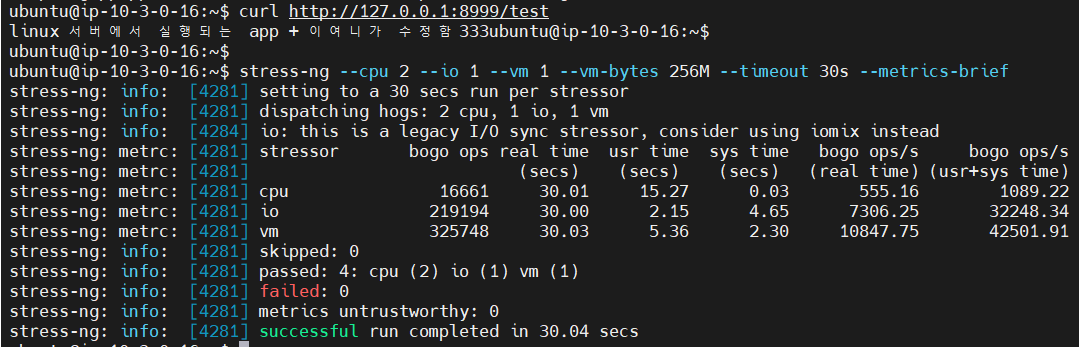 ubuntu@ip-10-3-0-16:~$ curl http://127.0.0.1:8999/test
linux 서버에서 실행되는 app + 이여니가 수정함 333ubuntu@ip-10-3-0-16:~$
ubuntu@ip-10-3-0-16:~$
ubuntu@ip-10-3-0-16:~$ stress-ng --cpu 2 --io 1 --vm 1 --vm-bytes 256M --timeout 30s --metrics-brief
stress-ng: info:  [4281] setting to a 30 secs run per stressor
stress-ng: info:  [4281] dispatching hogs: 2 cpu, 1 io, 1 vm
stress-ng: info:  [4284] io: this is a legacy I/O sync stressor, consider using iomix instead
stress-ng: metrc: [4281] stressor       bogo ops real time  usr time  sys time   bogo ops/s     bogo ops/s
stress-ng: metrc: [4281]                           (secs)    (secs)    (secs)   (real time) (usr+sys time)
stress-ng: metrc: [4281] cpu               16661     30.01     15.27      0.03       555.16        1089.22
stress-ng: metrc: [4281] io               219194     30.00      2.15      4.65      7306.25       32248.34
stress-ng: metrc: [4281] vm               325748     30.03      5.36      2.30     10847.75       42501.91
stress-ng: info:  [4281] skipped: 0
stress-ng: info:  [4281] passed: 4: cpu (2) io (1) vm (1)
stress-ng: info:  [4281] failed: 0
stress-ng: info:  [4281] metrics untrustworthy: 0
stress-ng: info:  [4281] successful run completed in 30.04 secs
ubuntu@ip-10-3-0-16:~$